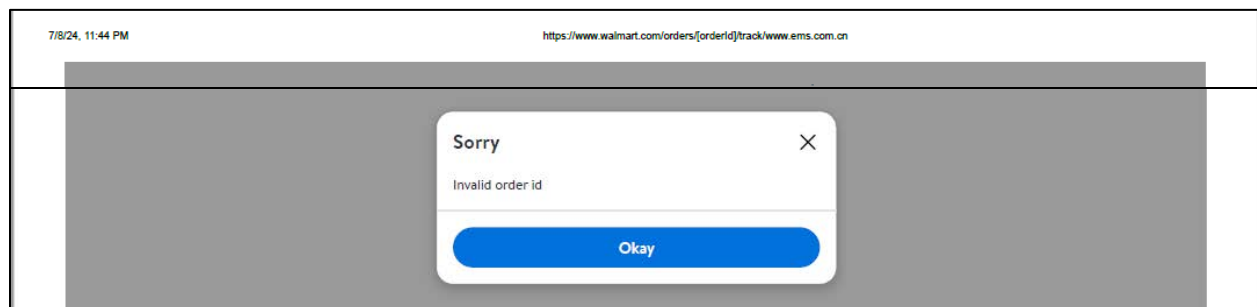 7/8/24, 11:44 PM https://www.walmart.com/orders/[orderId]/track/www.ems.com.cn
Sorry
Invalid order id
Okay